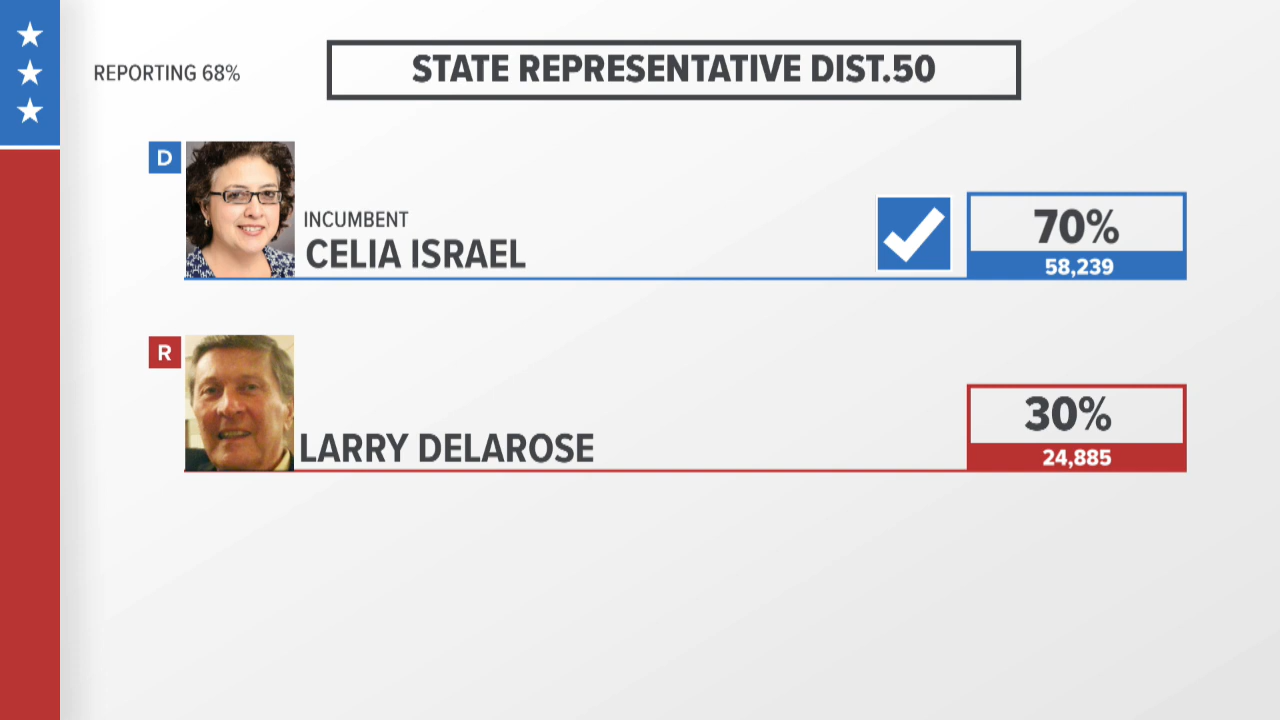 REPORTING 68%
STATE REPRESENTATIVE DIST.50
D
INCUMBENT
CELIA ISRAEL
70%
58,239
R
LARRY DELAROSE
30%
24,885